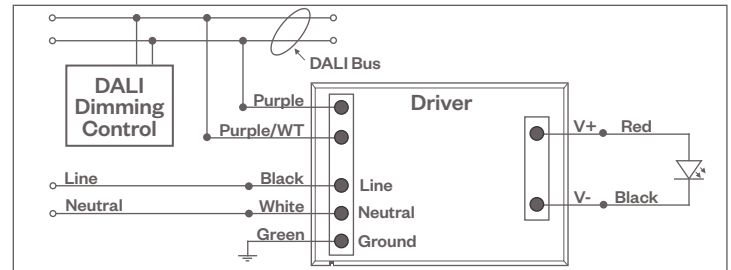 DALI Bus
DALI
Dimming
Control
Driver
Purple
Purple/WT
V+ Red
Line Black Line
Neutral White Neutral
V- Black
Green Ground